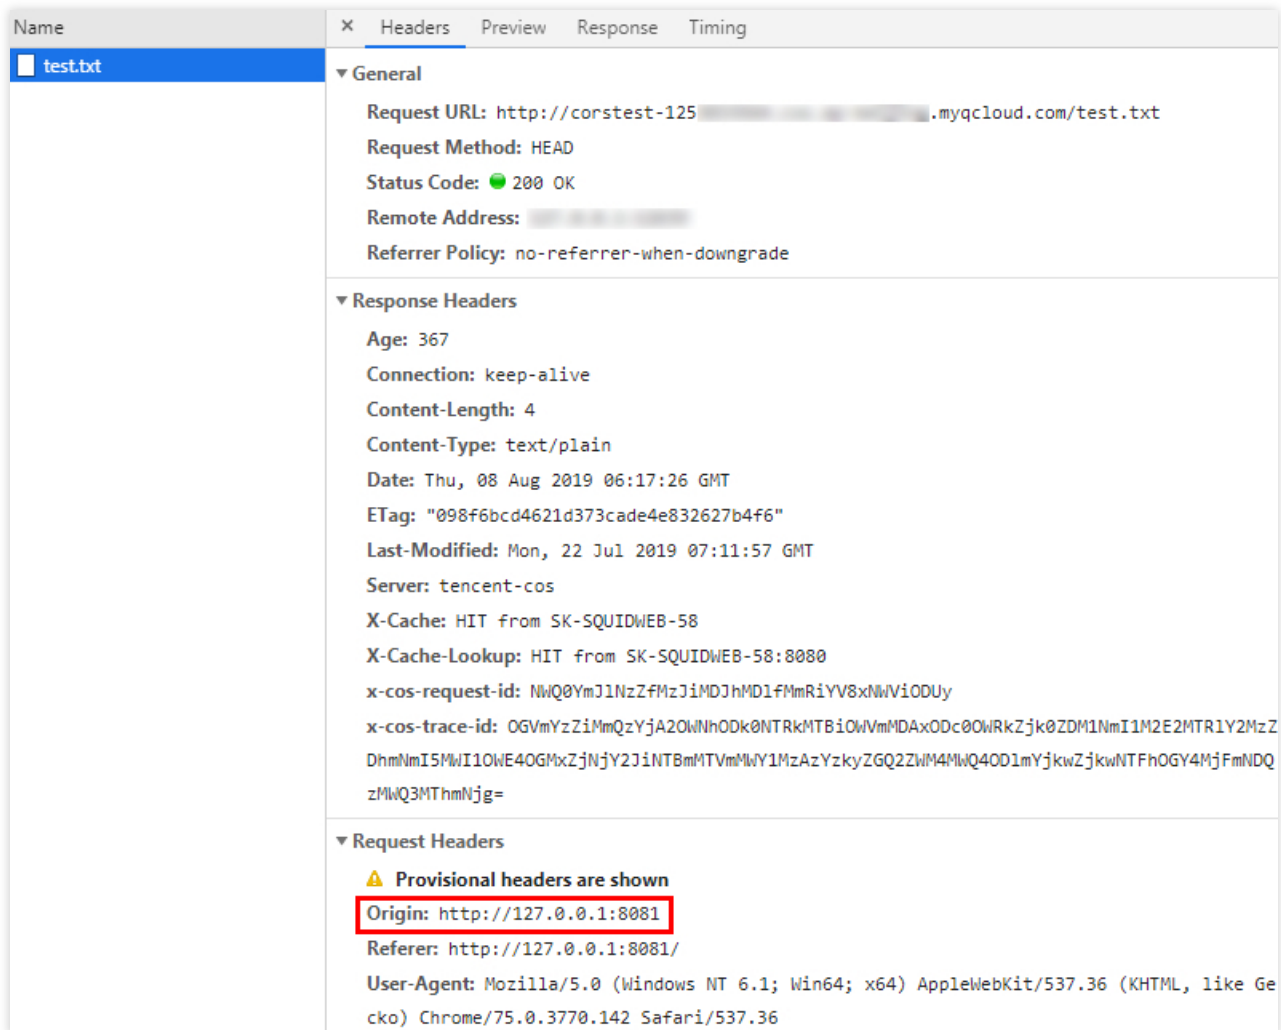 Name
× Headers Preview Response Timing
test.txt
General
Request URL: http://corstest-125 .myqcloud.com/test.txt
Request Method: HEAD
Status Code: 200 OK
Remote Address:
Referrer Policy: no-referrer-when-downgrade
Response Headers
Age: 367
Connection: keep-alive
Content-Length: 4
Content-Type: text/plain
Date: Thu, 08 Aug 2019 06:17:26 GMT
ETag: "098f6bcd4621d373cade4e832627b4f6"
Last-Modified: Mon, 22 Jul 2019 07:11:57 GMT
Server: tencent-cos
X-Cache: HIT from SK-SQUIDWEB-58
X-Cache-Lookup: HIT from SK-SQUIDWEB-58:8080
x-cos-request-id: NWQ0YmJlNzZfMzJiMDJhMDlfMmRiYV8xNWViODUy
x-cos-trace-id: OGVmYzZiMmQzYjA2OWNhODk0NTRkMTBiOWVmMDAxODc0OWRkZjk0ZDM1NmI1M2E2MTRlY2MzZ
DhmNmI5MWI1OWE4OGMxZjNjY2JiNTBmMTVmMWY1MzAzYzkyZGQ2ZWM4MWQ4ODlmYjkwZjkwNTFhOGY4MjFmNDQ
zMWQ3MThmNjg=
Request Headers
Provisional headers are shown
Origin: http://127.0.0.1:8081
Referer: http://127.0.0.1:8081/
User-Agent: Mozilla/5.0 (Windows NT 6.1; Win64; x64) AppleWebKit/537.36 (KHTML, like Ge
cko) Chrome/75.0.3770.142 Safari/537.36